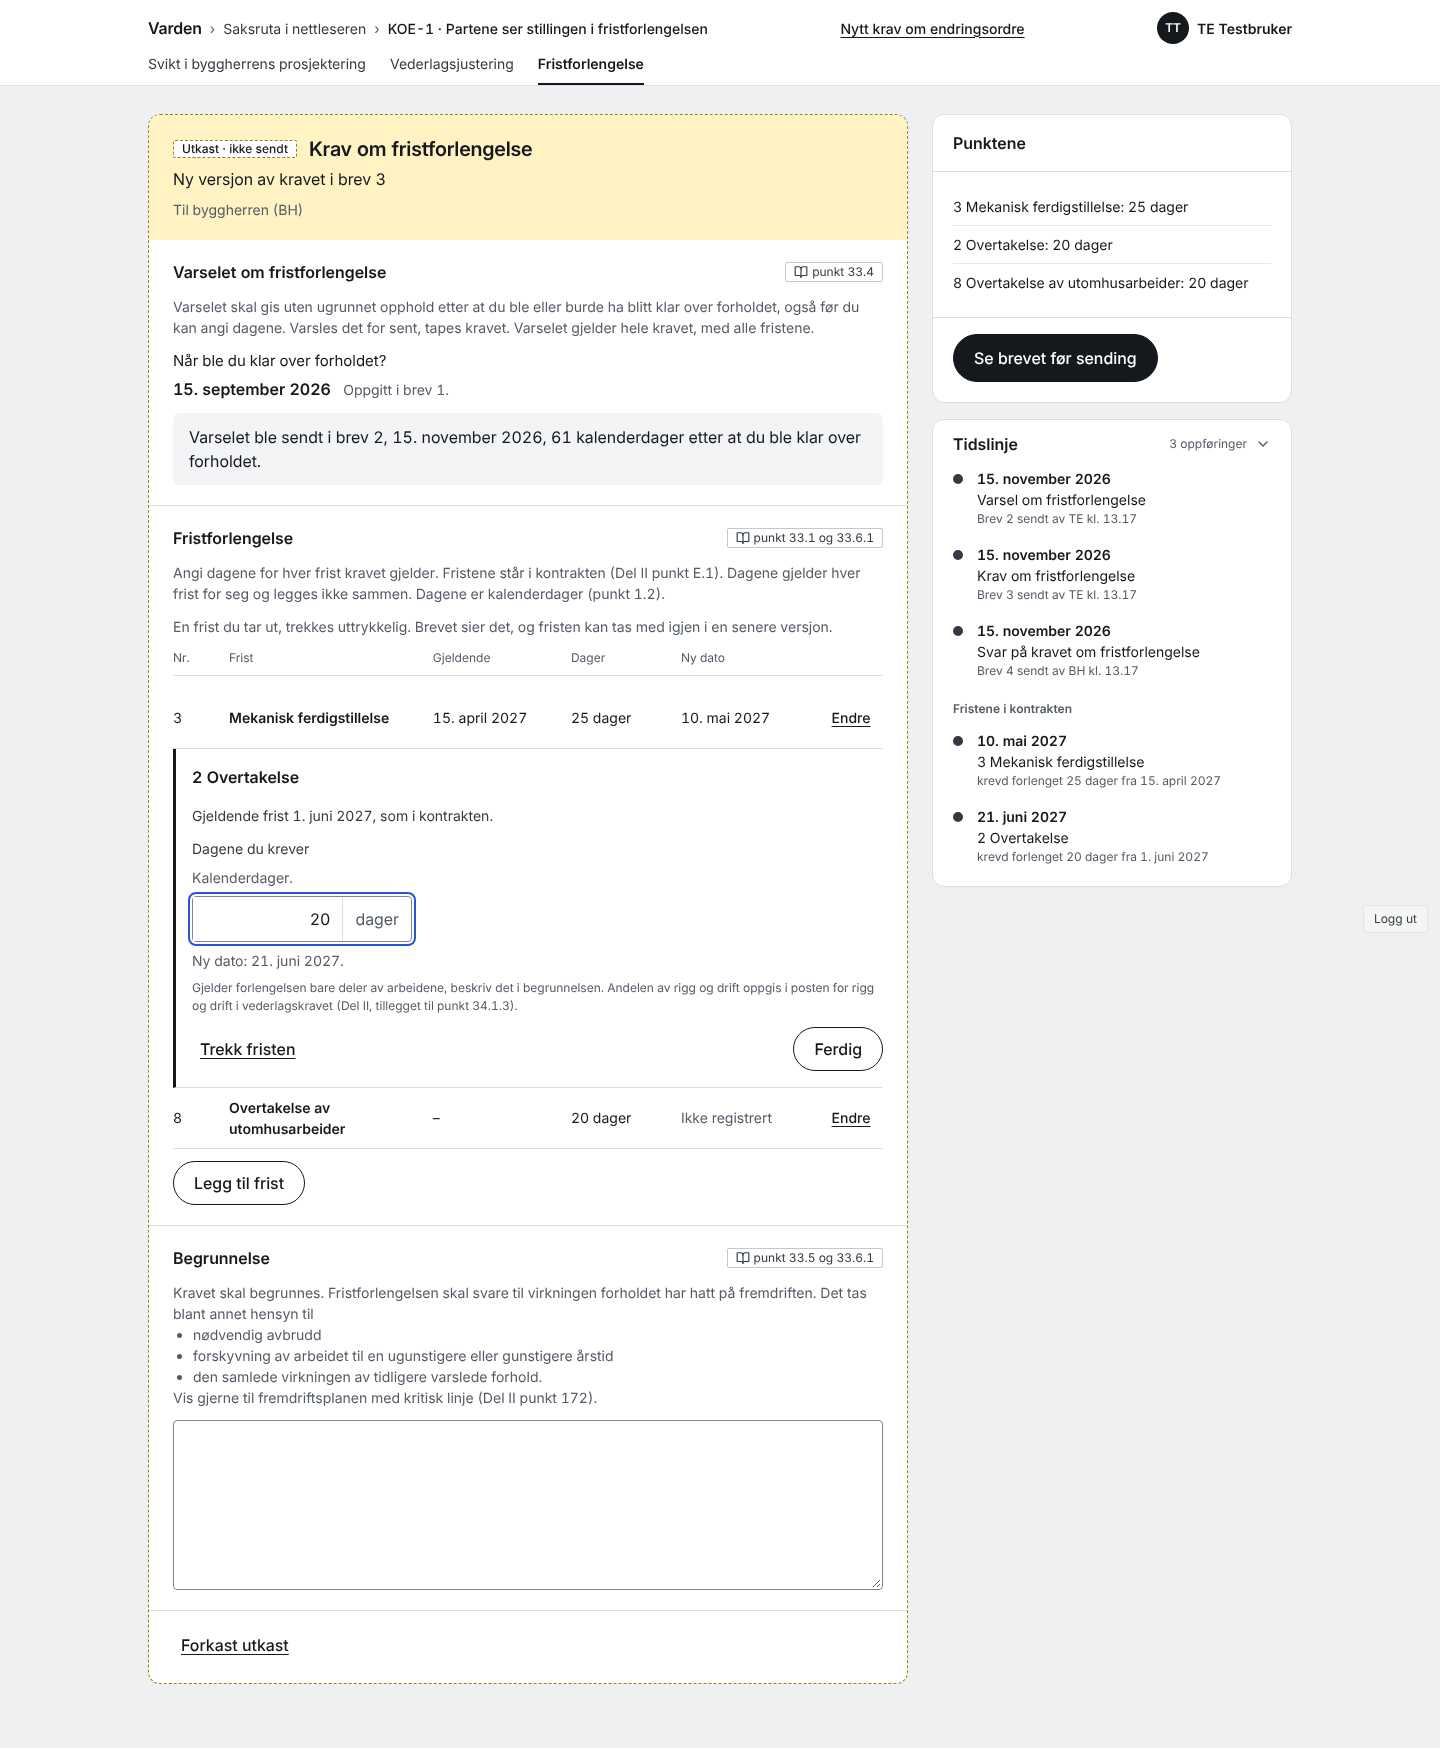 Varden › Saksruta i nettleseren › KOE-1 · Partene ser stillingen i fristforlengelsen
Nytt krav om endringsordre
TT TE Testbruker
Svikt i byggherrens prosjektering Vederlagsjustering Fristforlengelse
Utkast · ikke sendt Krav om fristforlengelse
Ny versjon av kravet i brev 3
Til byggherren (BH)
Varselet om fristforlengelse punkt 33.4
Varselet skal gis uten ugrunnet opphold etter at du ble eller burde ha blitt klar over forholdet, også før du
kan angi dagene. Varsles det for sent, tapes kravet. Varselet gjelder hele kravet, med alle fristene.
Når ble du klar over forholdet?
15. september 2026 Oppgitt i brev 1.
Varselet ble sendt i brev 2, 15. november 2026, 61 kalenderdager etter at du ble klar over
forholdet.
Fristforlengelse punkt 33.1 og 33.6.1
Angi dagene for hver frist kravet gjelder. Fristene står i kontrakten (Del II punkt E.1). Dagene gjelder hver
frist for seg og legges ikke sammen. Dagene er kalenderdager (punkt 1.2).
En frist du tar ut, trekkes uttrykkelig. Brevet sier det, og fristen kan tas med igjen i en senere versjon.
Nr. Frist Gjeldende Dager Ny dato
3 Mekanisk ferdigstillelse 15. april 2027 25 dager 10. mai 2027 Endre
2 Overtakelse
Gjeldende frist 1. juni 2027, som i kontrakten.
Dagene du krever
Kalenderdager.
20 dager
Ny dato: 21. juni 2027.
Gjelder forlengelsen bare deler av arbeidene, beskriv det i begrunnelsen. Andelen av rigg og drift oppgis i posten for rigg
og drift i vederlagskravet (Del II, tillegget til punkt 34.1.3).
Trekk fristen Ferdig
8 Overtakelse av utomhusarbeider – 20 dager Ikke registrert Endre
Legg til frist
Begrunnelse punkt 33.5 og 33.6.1
Kravet skal begrunnes. Fristforlengelsen skal svare til virkningen forholdet har hatt på fremdriften. Det tas
blant annet hensyn til
• nødvendig avbrudd
• forskyvning av arbeidet til en ugunstigere eller gunstigere årstid
• den samlede virkningen av tidligere varslede forhold.
Vis gjerne til fremdriftsplanen med kritisk linje (Del II punkt 172).
Forkast utkast
Punktene
3 Mekanisk ferdigstillelse: 25 dager
2 Overtakelse: 20 dager
8 Overtakelse av utomhusarbeider: 20 dager
Se brevet før sending
Tidslinje 3 oppføringer
15. november 2026
Varsel om fristforlengelse
Brev 2 sendt av TE kl. 13.17
15. november 2026
Krav om fristforlengelse
Brev 3 sendt av TE kl. 13.17
15. november 2026
Svar på kravet om fristforlengelse
Brev 4 sendt av BH kl. 13.17
Fristene i kontrakten
10. mai 2027
3 Mekanisk ferdigstillelse
krevd forlenget 25 dager fra 15. april 2027
21. juni 2027
2 Overtakelse
krevd forlenget 20 dager fra 1. juni 2027
Logg ut